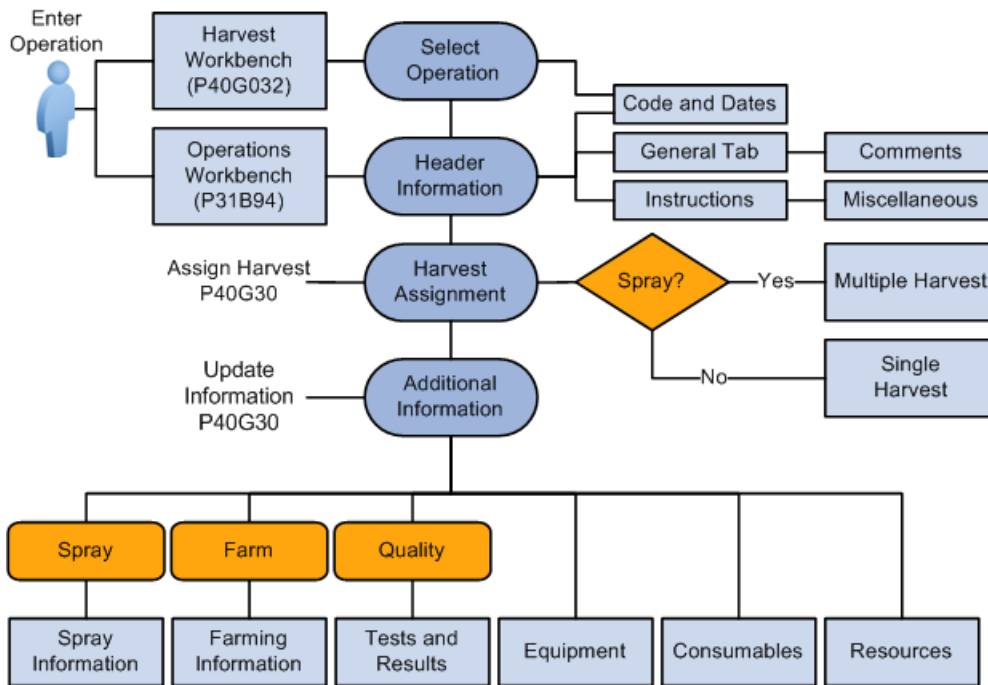 Enter
Operation
Harvest
Workbench
(P40G032)
Select
Operation
Code and Dates
Operations
Workbench
(P31B94)
Header
Information
General Tab
Comments
Instructions
Miscellaneous
Assign Harvest
P40G30
Harvest
Assignment
Spray?
Yes
Multiple Harvest
No
Single
Harvest
Update
Information
P40G30
Additional
Information
Spray
Farm
Quality
Spray
Information
Farming
Information
Tests and
Results
Equipment
Consumables
Resources